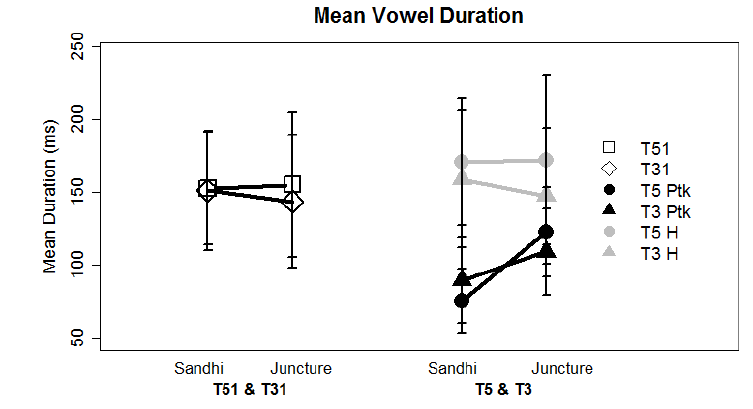 Mean Vowel Duration
250
200
150
100
50
Mean Duration (ms)
T51
T31
T5 Ptk
T3 Ptk
T5 H
T3 H
Sandhi Juncture Sandhi Juncture
T51 & T31 T5 & T3